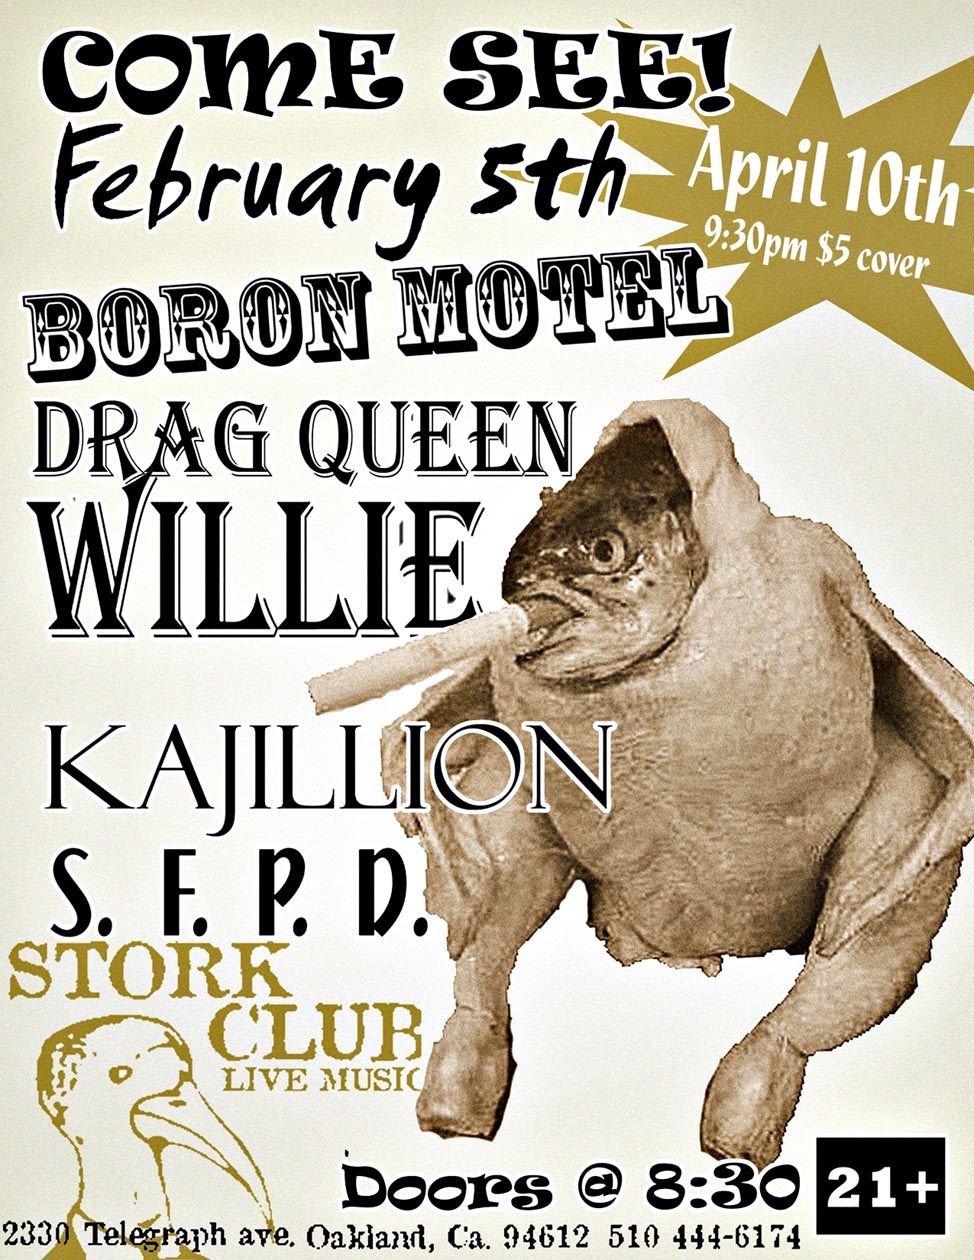 COME SEE!
February 5th
April 10th
9:30pm $5 cover
BORON MOTEL
DRAG QUEEN
WILLIE
KAJILLION
S. F. P. D.
STORK
CLUB
LIVE MUSIC
Doors @ 8:30
21+
2330 Telegraph ave. Oakland, Ca. 94612 510 444-6174